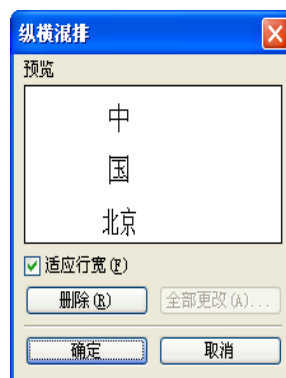 纵横混排
预览
中
国
北京
适应行宽(F)
删除(R)
全部更改(A)...
确定
取消